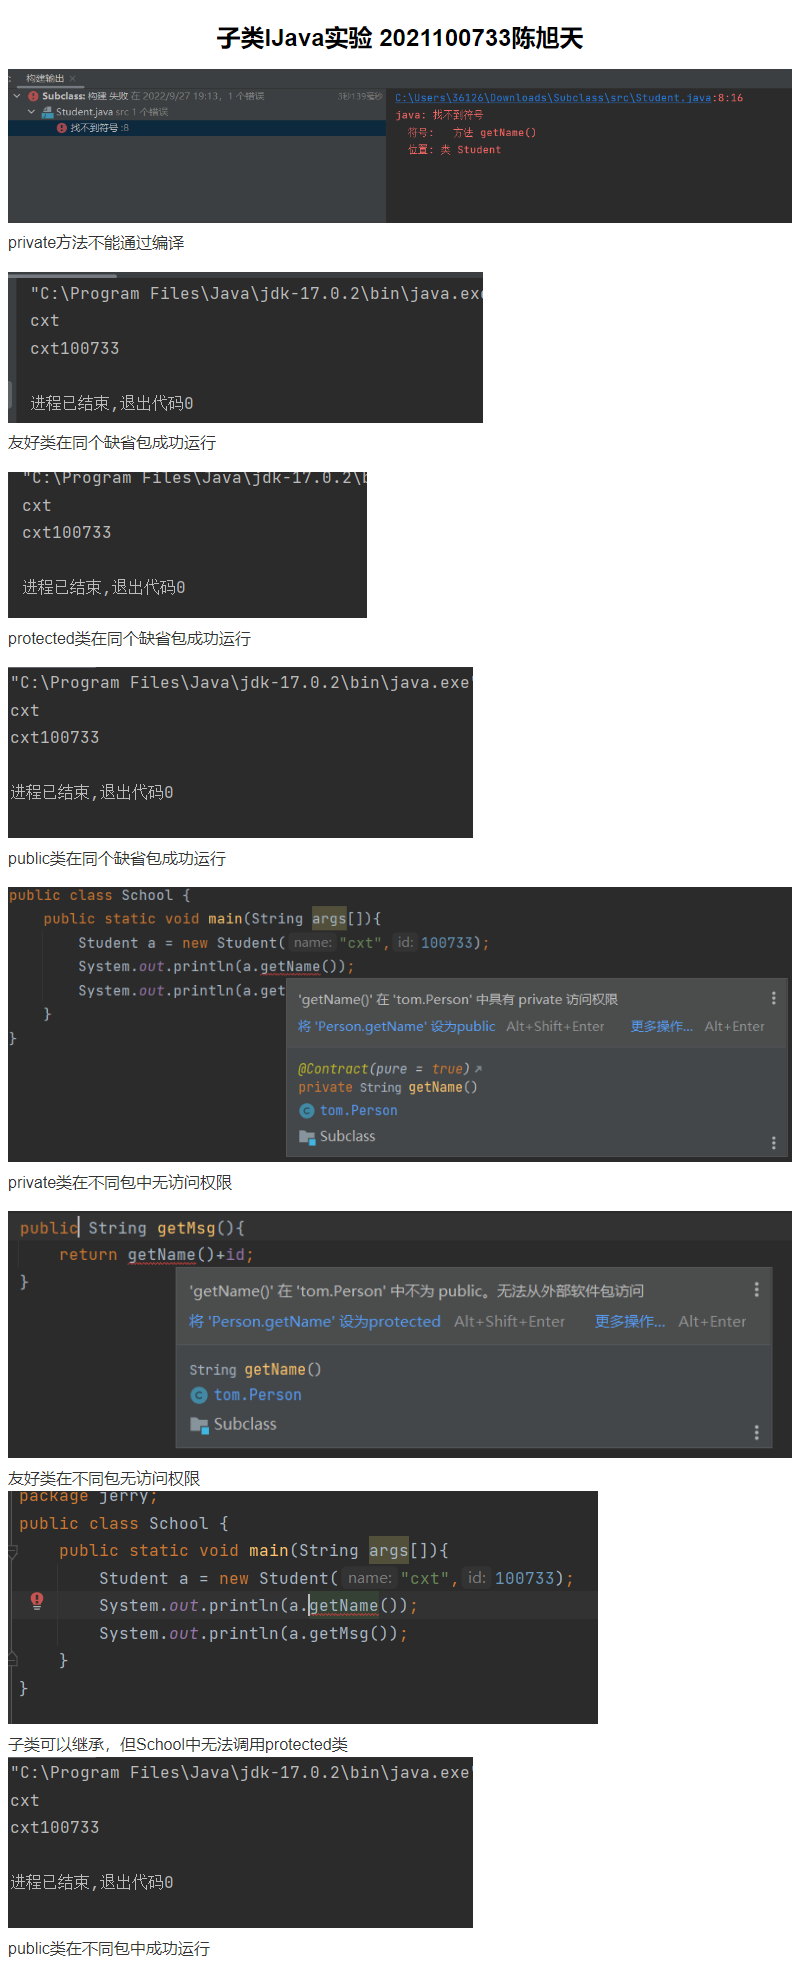 子类IJava实验 2021100733陈旭天
构建输出 ×
Subclass: 构建 失败 在 2022/9/27 19:13，1 个错误 3秒139毫秒
Student.java src 1 个错误
找不到符号 :8
C:\Users\36126\Downloads\Subclass\src\Student.java:8:16
java: 找不到符号
符号:   方法 getName()
位置: 类 Student
private方法不能通过编译
"C:\Program Files\Java\jdk-17.0.2\bin\java.exe
cxt
cxt100733
进程已结束,退出代码0
友好类在同个缺省包成功运行
"C:\Program Files\Java\jdk-17.0.2\b
cxt
cxt100733
进程已结束,退出代码0
protected类在同个缺省包成功运行
"C:\Program Files\Java\jdk-17.0.2\bin\java.exe"
cxt
cxt100733
进程已结束,退出代码0
public类在同个缺省包成功运行
public class School {
public static void main(String args[]){
Student a = new Student( name: "cxt", id: 100733);
System.out.println(a.getName());
System.out.println(a.get
}
}
'getName()' 在 'tom.Person' 中具有 private 访问权限
将 'Person.getName' 设为public Alt+Shift+Enter 更多操作... Alt+Enter
@Contract(pure = true)
private String getName()
tom.Person
Subclass
private类在不同包中无访问权限
public String getMsg(){
return getName()+id;
}
'getName()' 在 'tom.Person' 中不为 public。无法从外部软件包访问
将 'Person.getName' 设为protected Alt+Shift+Enter 更多操作... Alt+Enter
String getName()
tom.Person
Subclass
友好类在不同包无访问权限
package jerry;
public class School {
public static void main(String args[]){
Student a = new Student( name: "cxt", id: 100733);
System.out.println(a.getName());
System.out.println(a.getMsg());
}
}
子类可以继承，但School中无法调用protected类
"C:\Program Files\Java\jdk-17.0.2\bin\java.exe"
cxt
cxt100733
进程已结束,退出代码0
public类在不同包中成功运行